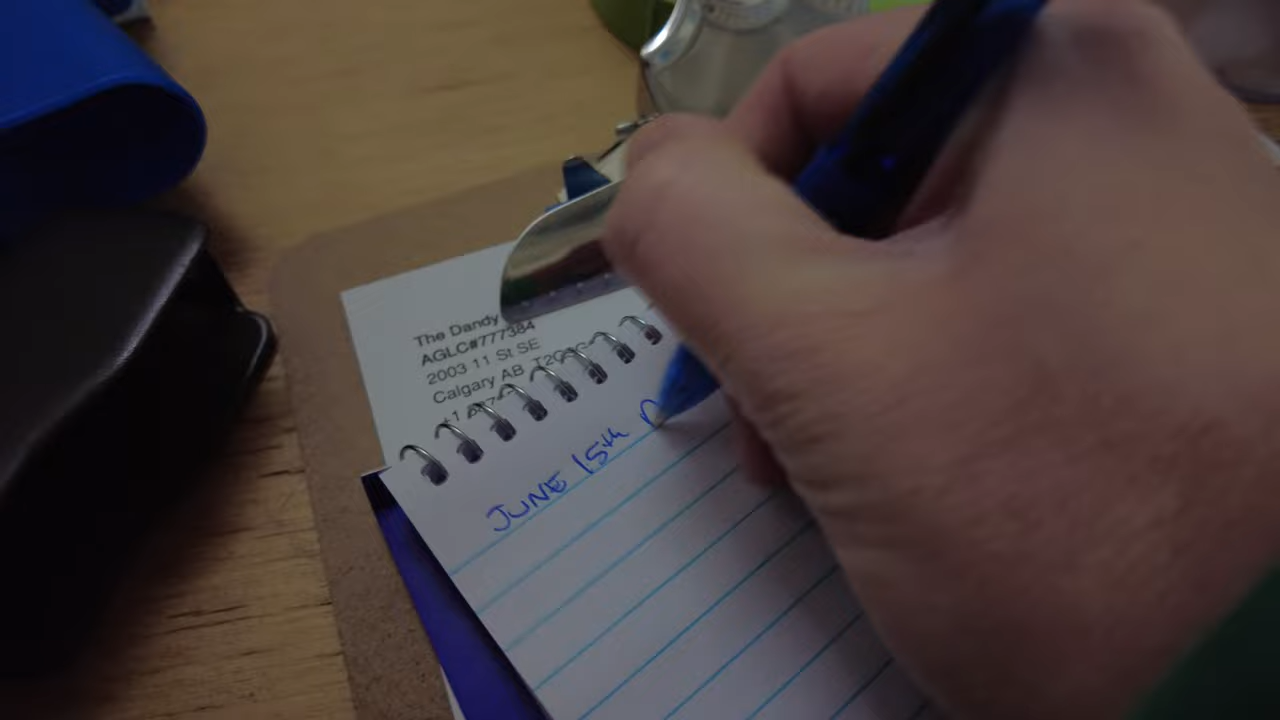 The Dandy
AGLC#777384
2003 11 St SE
Calgary AB
JUNE 15th